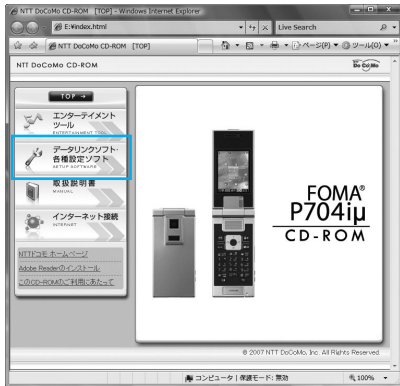 NTT DoCoMo CD-ROM [TOP] - Windows Internet Explorer
E:¥index.html
Live Search
NTT DoCoMo CD-ROM [TOP]
ページ(P)
ツール(O)
NTT DoCoMo CD-ROM
DoCoMo
TOP →
エンターテイメント
ツール
ENTERTAINMENT TOOL
データリンクソフト・
各種設定ソフト
SETUP SOFTWARE
取扱説明書
MANUAL
インターネット接続
INTERNET
NTTドコモ ホームページ
Adobe Readerのインストール
このCD-ROMのご利用にあたって
FOMA®
P704iμ
CD-ROM
© 2007 NTT DoCoMo, Inc. All Rights Reserved.
コンピュータ | 保護モード: 無効
100%